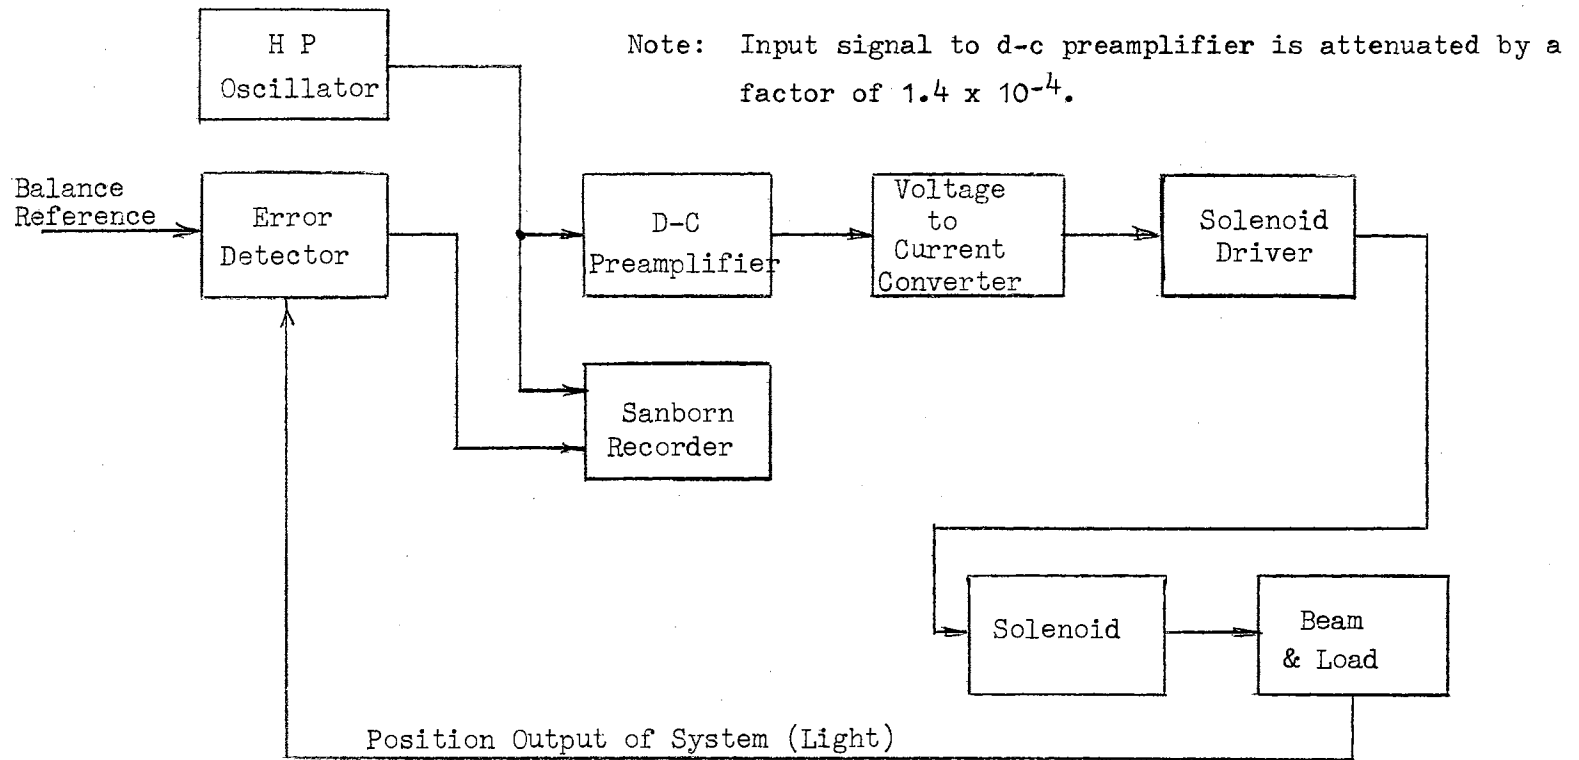 H P
Oscillator
Note: Input signal to d-c preamplifier is attenuated by a
factor of 1.4 x 10-4.
Balance
Reference
Error
Detector
D-C
Preamplifier
Voltage
to
Current
Converter
Solenoid
Driver
Sanborn
Recorder
Solenoid
Beam
& Load
Position Output of System (Light)